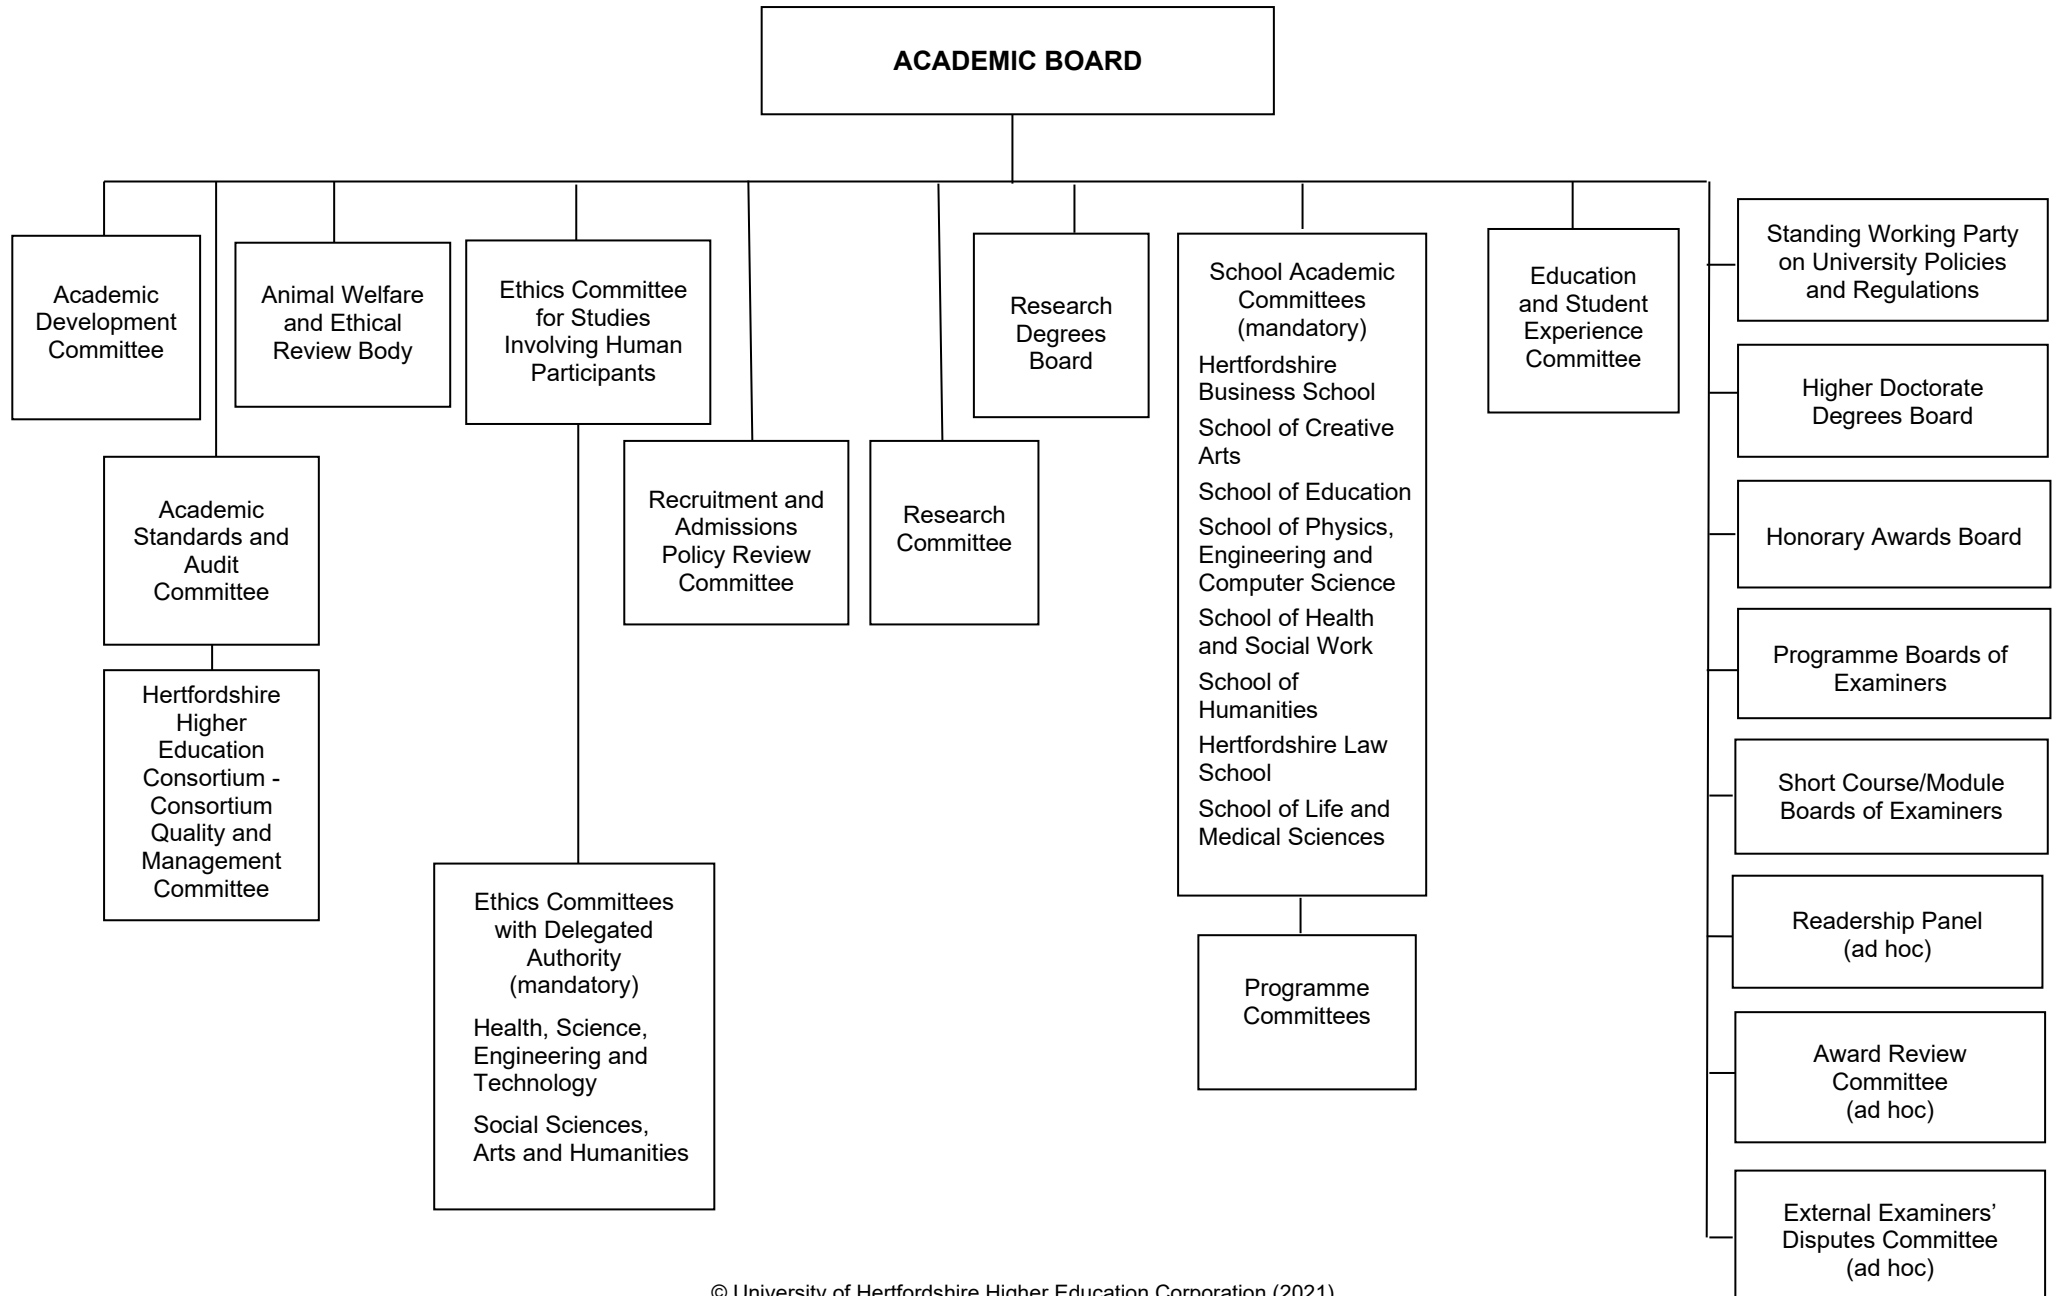 ACADEMIC BOARD
Academic
Development
Committee
Animal Welfare
and Ethical
Review Body
Ethics Committee
for Studies
Involving Human
Participants
Research
Degrees
Board
School Academic
Committees
(mandatory)
Hertfordshire
Business School
School of Creative
Arts
School of Education
School of Physics,
Engineering and
Computer Science
School of Health
and Social Work
School of
Humanities
Hertfordshire Law
School
School of Life and
Medical Sciences
Education
and Student
Experience
Committee
Standing Working Party
on University Policies
and Regulations
Higher Doctorate
Degrees Board
Honorary Awards Board
Programme Boards of
Examiners
Short Course/Module
Boards of Examiners
Readership Panel
(ad hoc)
Award Review
Committee
(ad hoc)
External Examiners’
Disputes Committee
(ad hoc)
Academic
Standards and
Audit
Committee
Recruitment and
Admissions
Policy Review
Committee
Research
Committee
Hertfordshire
Higher
Education
Consortium -
Consortium
Quality and
Management
Committee
Ethics Committees
with Delegated
Authority
(mandatory)
Health, Science,
Engineering and
Technology
Social Sciences,
Arts and Humanities
Programme
Committees
© University of Hertfordshire Higher Education Corporation (2021)